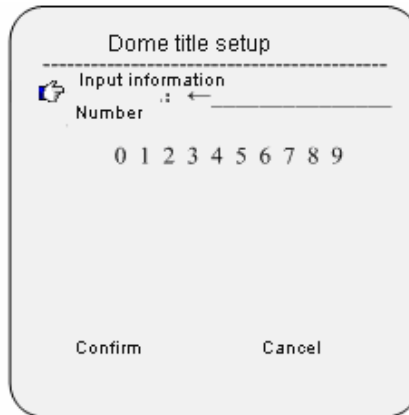 Dome title setup
Input information
.: ←
Number
0 1 2 3 4 5 6 7 8 9
Confirm Cancel